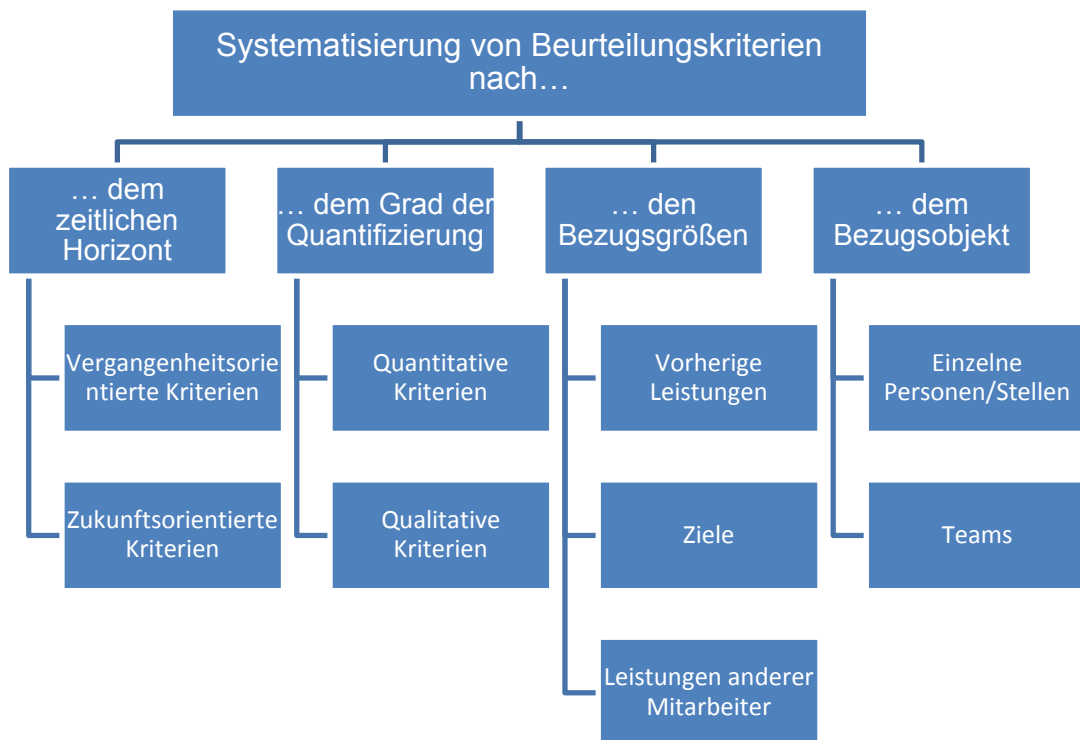 Systematisierung von Beurteilungskriterien
nach…
… dem
zeitlichen
Horizont
… dem Grad der
Quantifizierung
… den
Bezugsgrößen
… dem
Bezugsobjekt
Vergangenheitsorie
ntierte Kriterien
Quantitative
Kriterien
Vorherige
Leistungen
Einzelne
Personen/Stellen
Zukunftsorientierte
Kriterien
Qualitative
Kriterien
Ziele
Teams
Leistungen anderer
Mitarbeiter